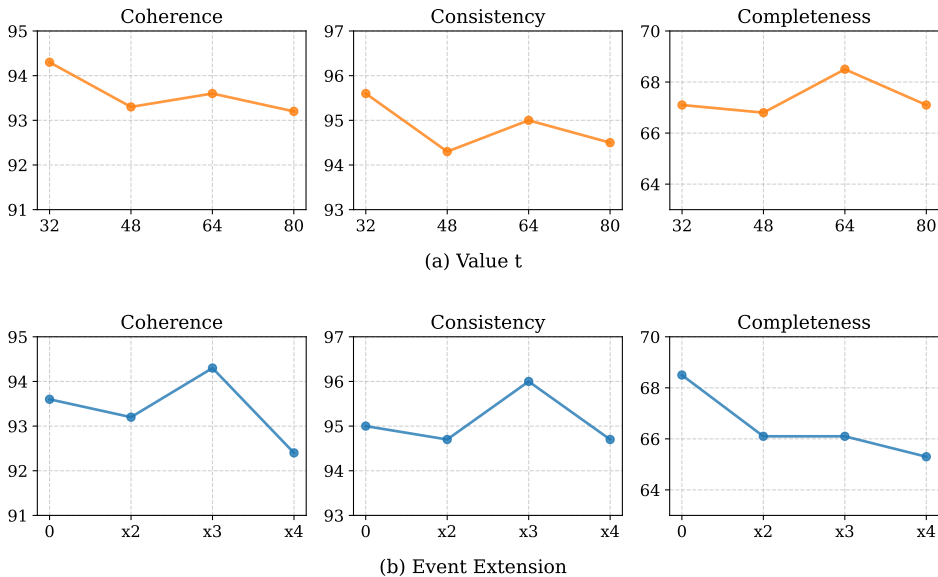 Coherence
95
94
93
92
91
32 48 64 80
Consistency
97
96
95
94
93
32 48 64 80
Completeness
70
68
66
64
32 48 64 80
(a) Value t
Coherence
95
94
93
92
91
0 x2 x3 x4
Consistency
97
96
95
94
93
0 x2 x3 x4
Completeness
70
68
66
64
0 x2 x3 x4
(b) Event Extension